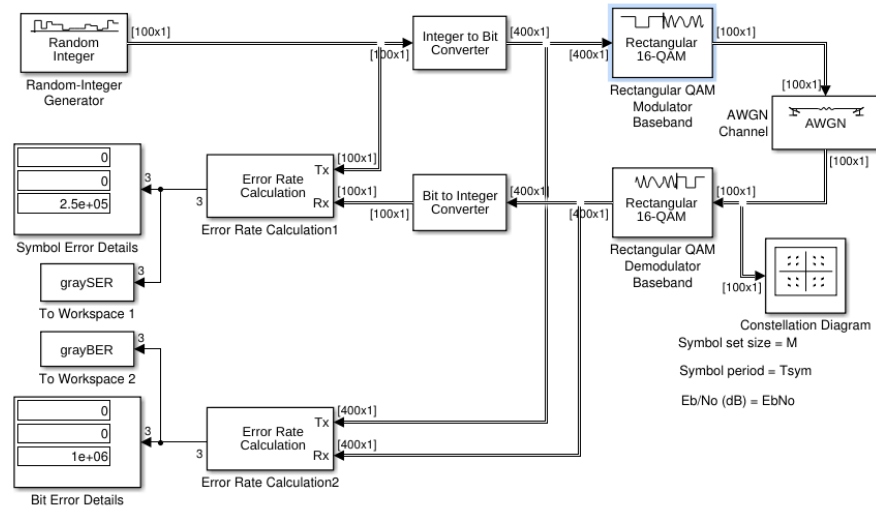 Random
Integer
[100x1]
Random-Integer
Generator
[100x1]
Integer to Bit
Converter
[400x1]
[400x1]
Rectangular
16-QAM
[100x1]
Rectangular QAM
Modulator
Baseband
[100x1]
AWGN
Channel
AWGN
[100x1]
0
0
2.5e+05
3
Symbol Error Details
3
Error Rate
Calculation
Tx
Rx
[100x1]
[100x1]
Error Rate Calculation1
[100x1]
Bit to Integer
Converter
[400x1]
[400x1]
Rectangular
16-QAM
[100x1]
Rectangular QAM
Demodulator
Baseband
[100x1]
Constellation Diagram
graySER
3
To Workspace 1
grayBER
3
To Workspace 2
Symbol set size = M
Symbol period = Tsym
Eb/No (dB) = EbNo
0
0
1e+06
3
Bit Error Details
3
Error Rate
Calculation
Tx
Rx
[400x1]
[400x1]
Error Rate Calculation2